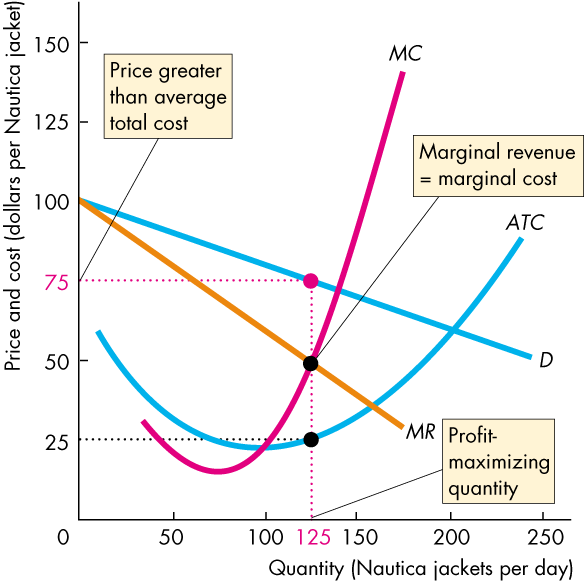 Price and cost (dollars per Nautica jacket)
150
125
100
75
50
25
0
Price greater
than average
total cost
MC
Marginal revenue
= marginal cost
ATC
D
MR
Profit-
maximizing
quantity
50
100
125
150
200
250
Quantity (Nautica jackets per day)